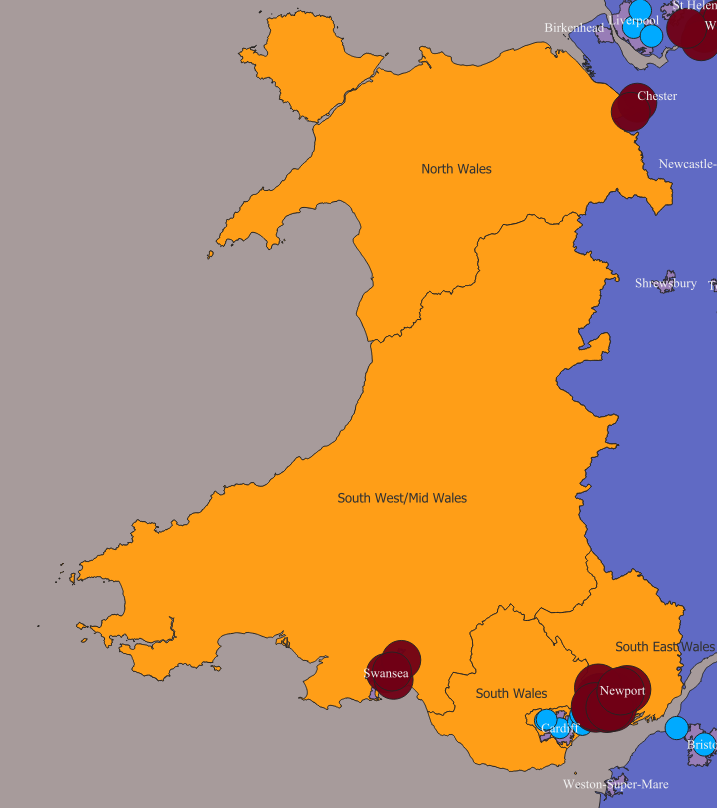 St Helen
Liverpool
W
Birkenhead
Chester
Newcastle-
North Wales
Shrewsbury
T
South West/Mid Wales
South East Wales
Swansea
South Wales
Newport
Cardiff
Bristo
Weston-Super-Mare